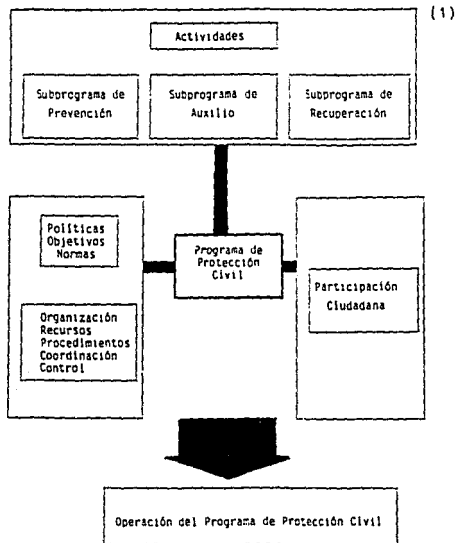 (1)
Actividades
Subprograma de
Prevención
Subprograma de
Auxilio
Subprograma de
Recuperación
Políticas
Objetivos
Normas
Organización
Recursos
Procedimientos
Coordinación
Control
Programa de
Protección
Civil
Participación
Ciudadana
Operación del Programa de Protección Civil